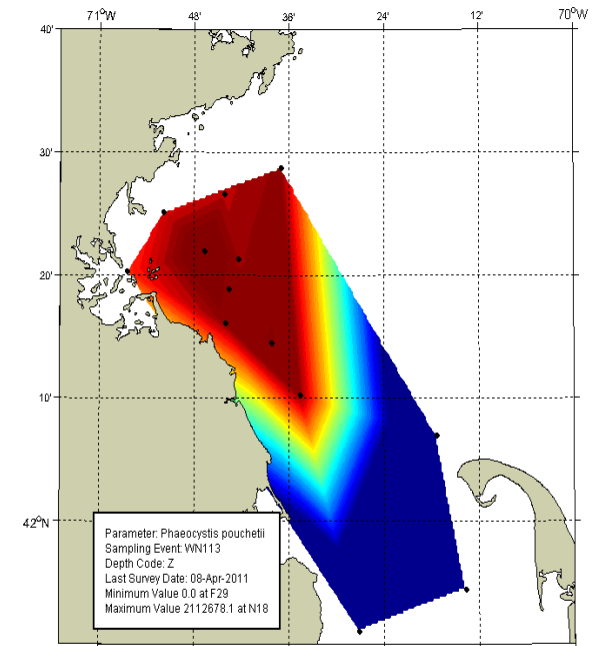 71°W 48' 36' 24' 12' 70°W
40'
30'
20'
10'
42°N
Parameter: Phaeocystis pouchetii
Sampling Event: WN113
Depth Code: Z
Last Survey Date: 08-Apr-2011
Minimum Value 0.0 at F29
Maximum Value 2112678.1 at N18